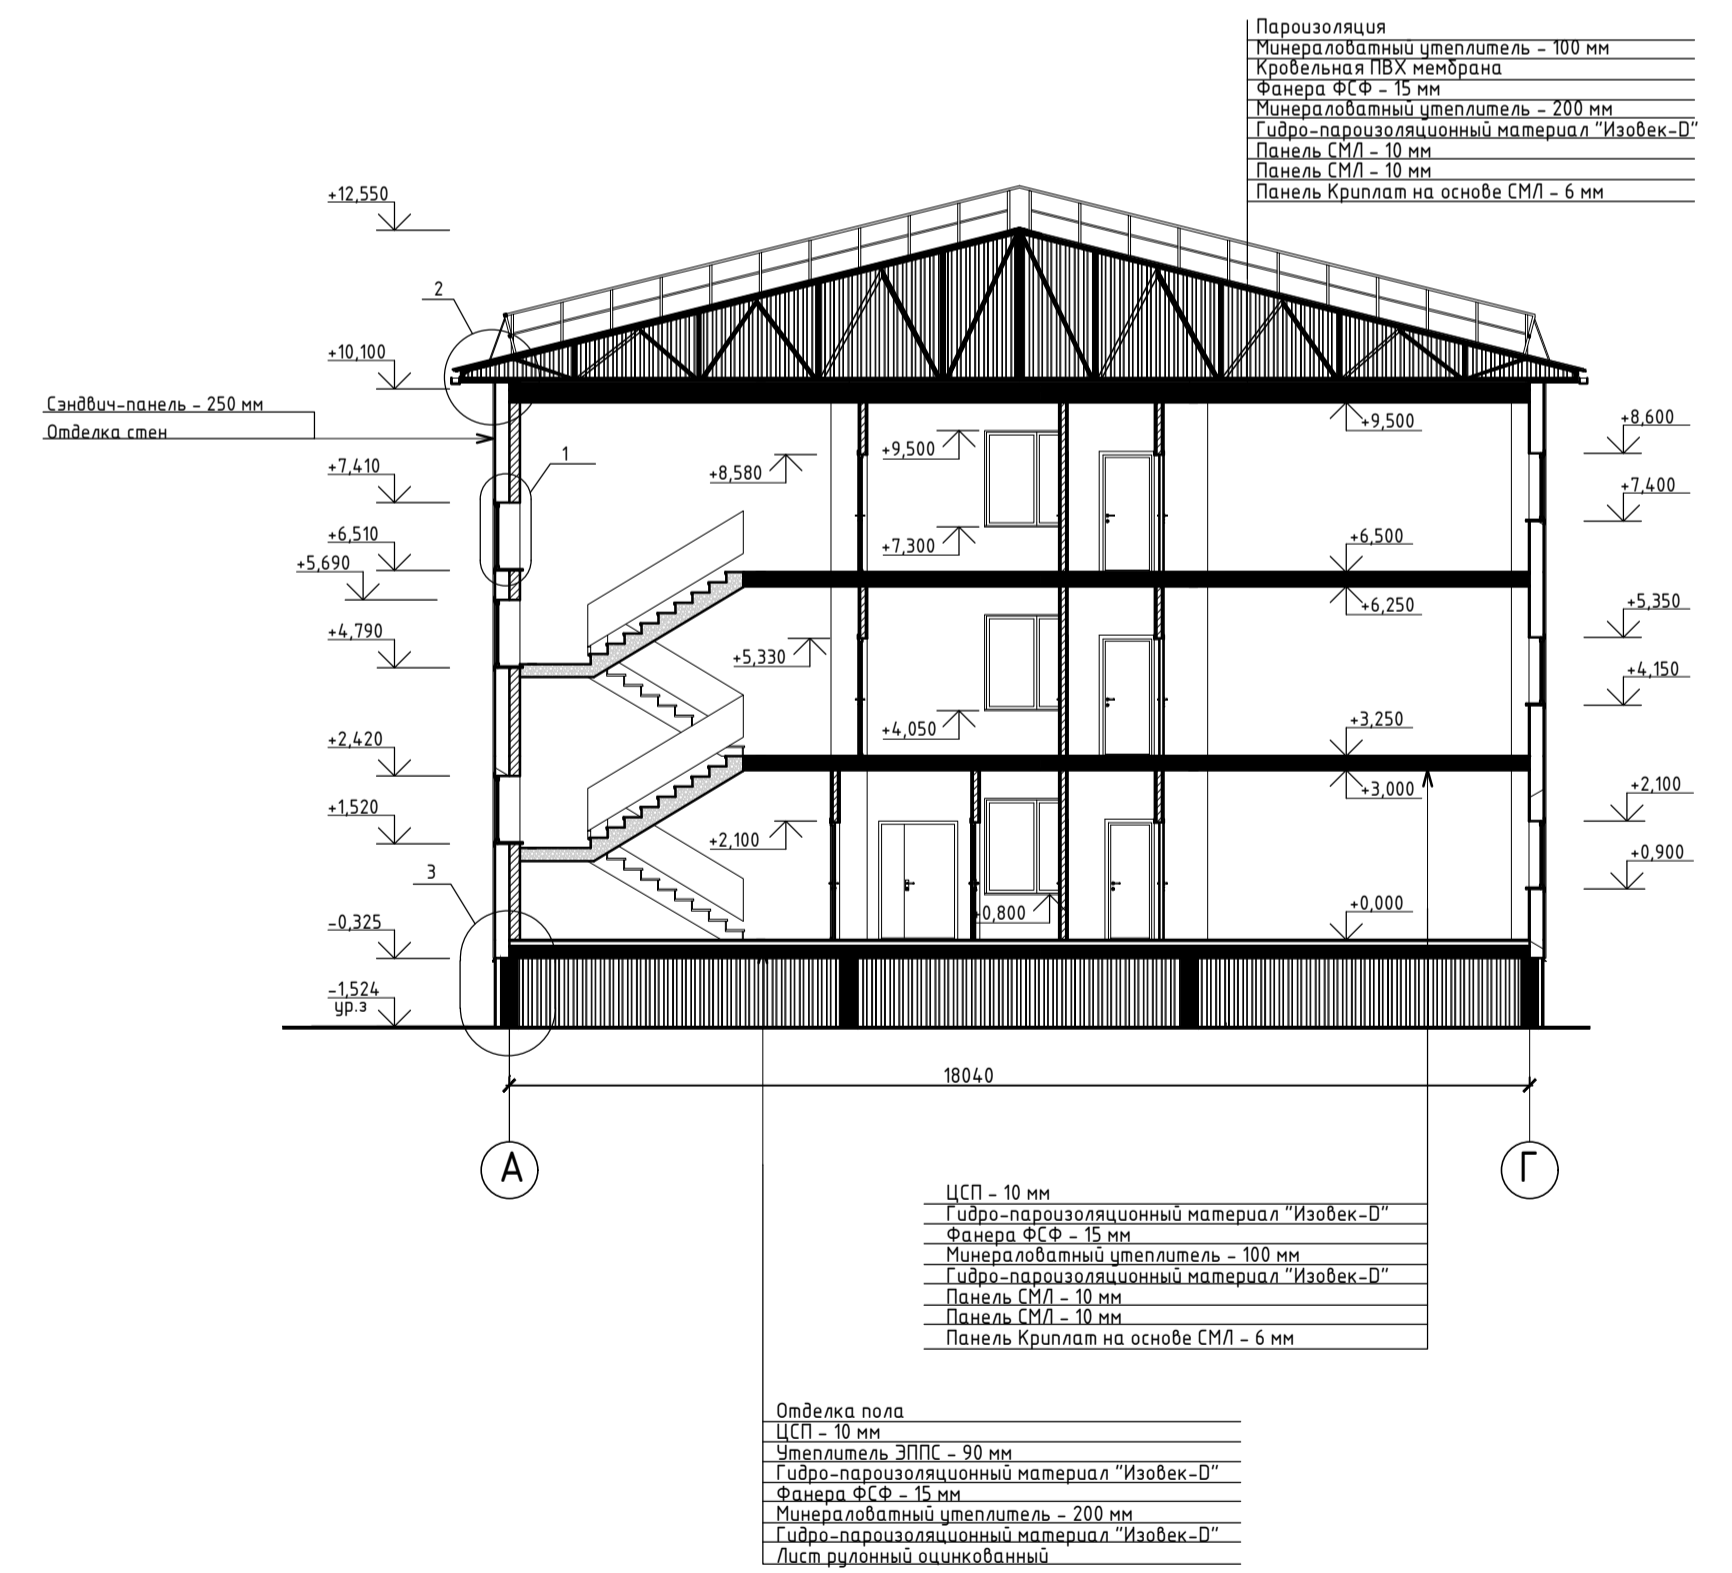 Пароизоляция
Минераловатный утеплитель - 100 мм
Кровельная ПВХ мембрана
Фанера ФСФ - 15 мм
Минераловатный утеплитель - 200 мм
Гидро-пароизоляционный материал "Изовек-D"
Панель СМЛ - 10 мм
Панель СМЛ - 10 мм
Панель Криплат на основе СМЛ - 6 мм
+12,550
2
+10,100
Сэндвич-панель - 250 мм
Отделка стен
+7,410
1
+6,510
+5,690
+4,790
+2,420
+1,520
3
-0,325
-1,524
ур.з
+8,580
+9,500
+7,300
+5,330
+4,050
+2,100
+0,800
+9,500
+6,500
+6,250
+3,250
+3,000
+0,000
+8,600
+7,400
+5,350
+4,150
+2,100
+0,900
18040
А
Г
ЦСП - 10 мм
Гидро-пароизоляционный материал "Изовек-D"
Фанера ФСФ - 15 мм
Минераловатный утеплитель - 100 мм
Гидро-пароизоляционный материал "Изовек-D"
Панель СМЛ - 10 мм
Панель СМЛ - 10 мм
Панель Криплат на основе СМЛ - 6 мм
Отделка пола
ЦСП - 10 мм
Утеплитель ЭППС - 90 мм
Гидро-пароизоляционный материал "Изовек-D"
Фанера ФСФ - 15 мм
Минераловатный утеплитель - 200 мм
Гидро-пароизоляционный материал "Изовек-D"
Лист рулонный оцинкованный